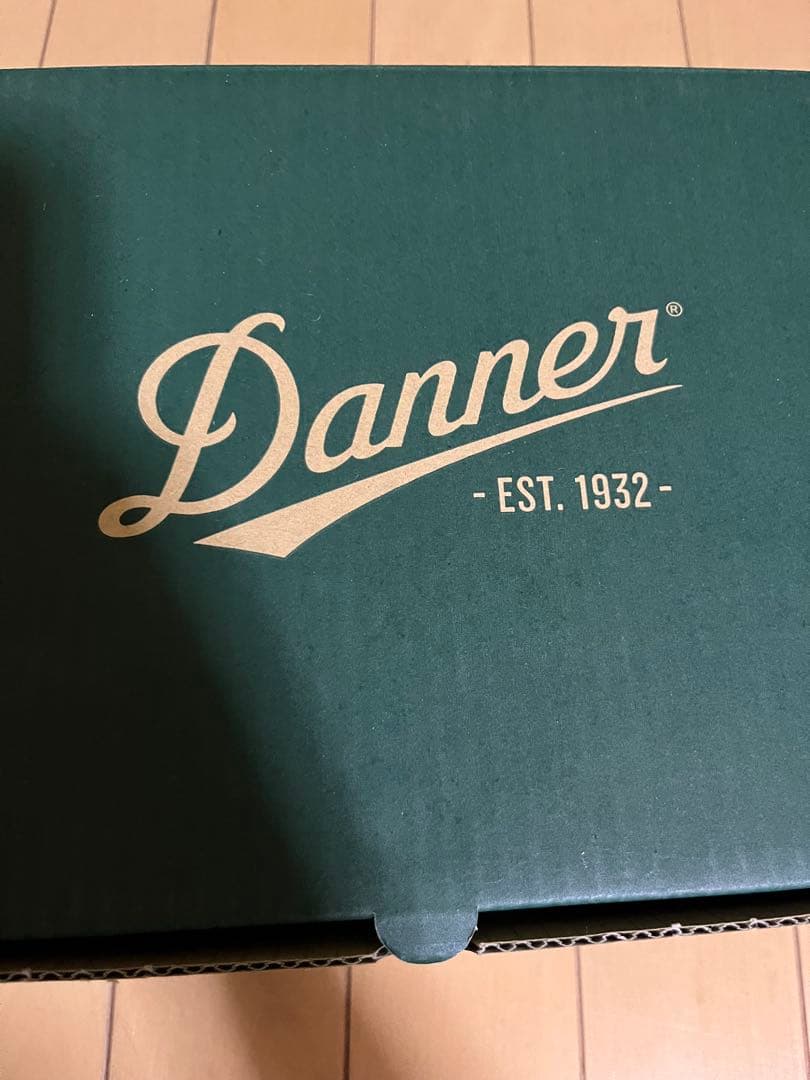 Danner®
- EST. 1932 -